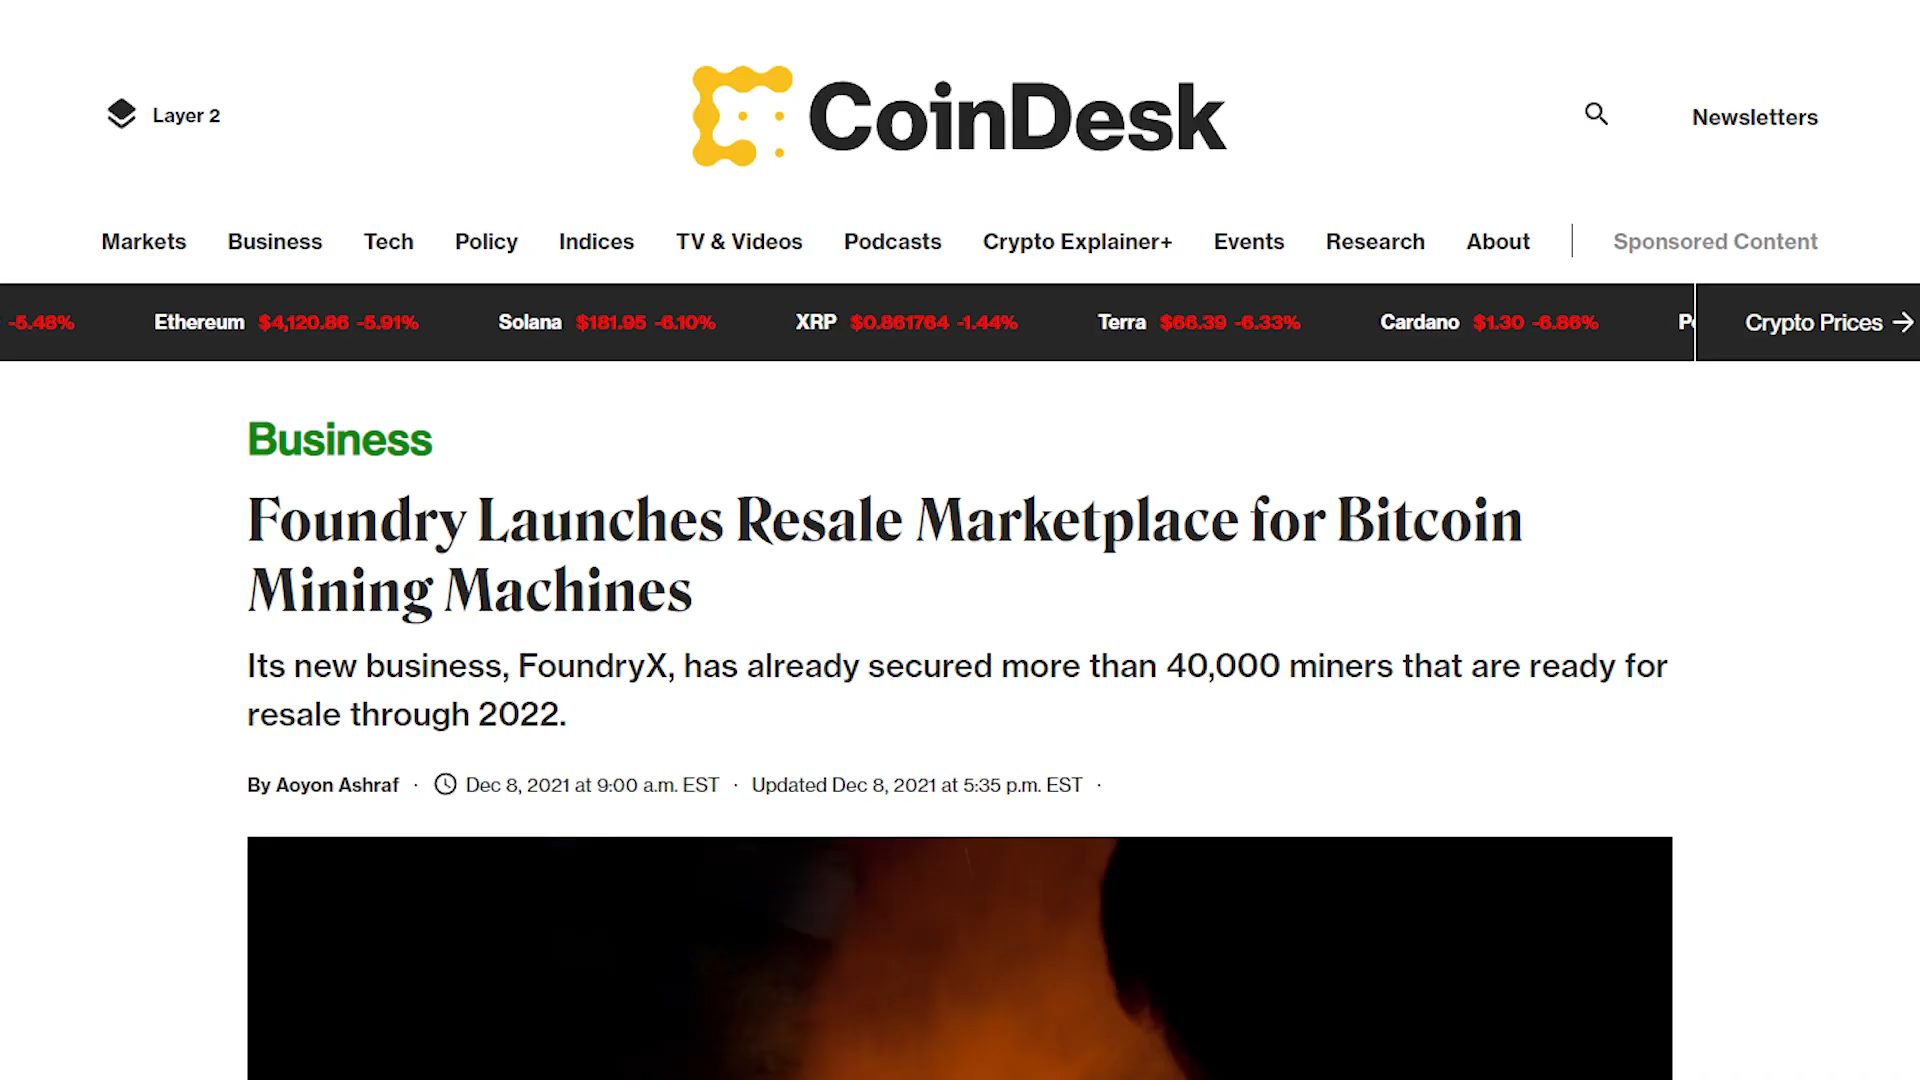 Layer 2
CoinDesk
Newsletters
Markets Business Tech Policy Indices TV & Videos Podcasts Crypto Explainer+ Events Research About Sponsored Content
-5.48% Ethereum $4,120.86 -5.91% Solana $181.95 -6.10% XRP $0.861764 -1.44% Terra $66.39 -6.33% Cardano $1.30 -6.86% Crypto Prices
Business
Foundry Launches Resale Marketplace for Bitcoin
Mining Machines
Its new business, FoundryX, has already secured more than 40,000 miners that are ready for
resale through 2022.
By Aoyon Ashraf · Dec 8, 2021 at 9:00 a.m. EST · Updated Dec 8, 2021 at 5:35 p.m. EST ·